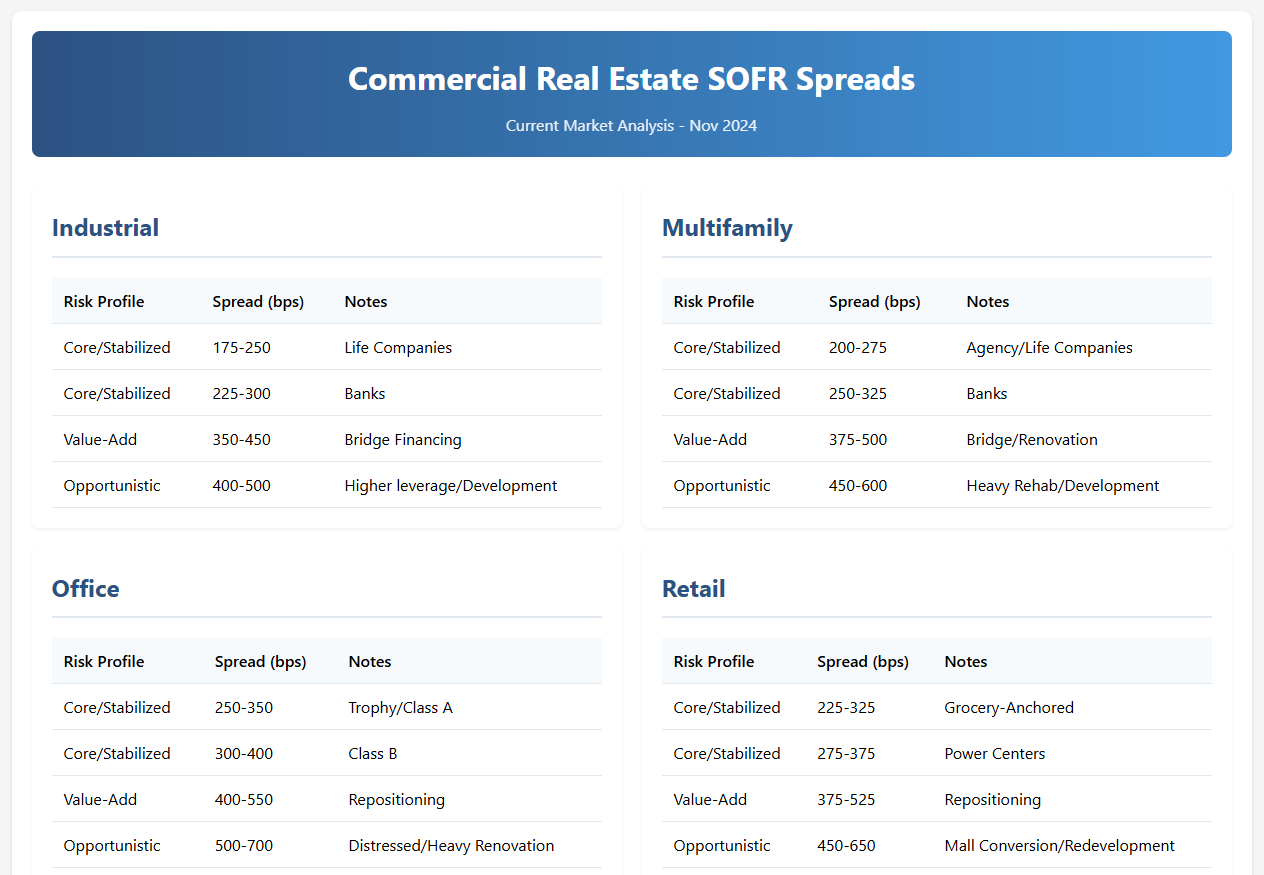 Commercial Real Estate SOFR Spreads
Current Market Analysis - Nov 2024
Industrial
Risk Profile Spread (bps) Notes
Core/Stabilized 175-250 Life Companies
Core/Stabilized 225-300 Banks
Value-Add 350-450 Bridge Financing
Opportunistic 400-500 Higher leverage/Development
Multifamily
Risk Profile Spread (bps) Notes
Core/Stabilized 200-275 Agency/Life Companies
Core/Stabilized 250-325 Banks
Value-Add 375-500 Bridge/Renovation
Opportunistic 450-600 Heavy Rehab/Development
Office
Risk Profile Spread (bps) Notes
Core/Stabilized 250-350 Trophy/Class A
Core/Stabilized 300-400 Class B
Value-Add 400-550 Repositioning
Opportunistic 500-700 Distressed/Heavy Renovation
Retail
Risk Profile Spread (bps) Notes
Core/Stabilized 225-325 Grocery-Anchored
Core/Stabilized 275-375 Power Centers
Value-Add 375-525 Repositioning
Opportunistic 450-650 Mall Conversion/Redevelopment